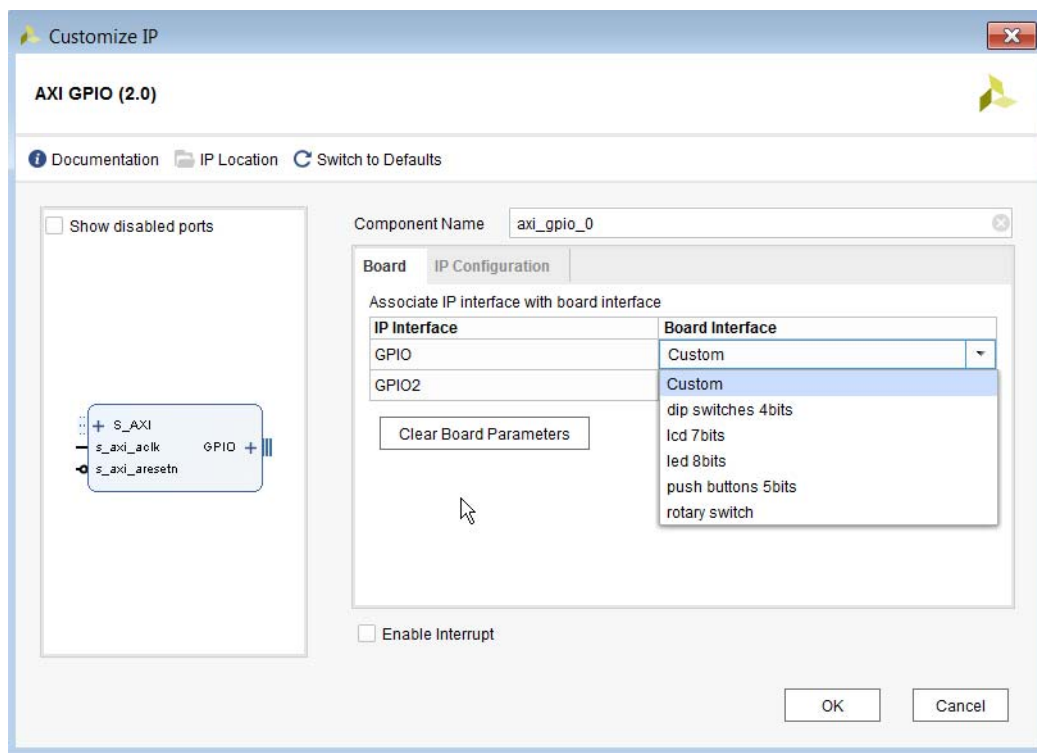 Customize IP
AXI GPIO (2.0)
Documentation IP Location Switch to Defaults
Show disabled ports
S_AXI
s_axi_aclk GPIO
s_axi_aresetn
Component Name axi_gpio_0
Board IP Configuration
Associate IP interface with board interface
IP Interface Board Interface
GPIO Custom
GPIO2
Custom
dip switches 4bits
lcd 7bits
led 8bits
push buttons 5bits
rotary switch
Clear Board Parameters
Enable Interrupt
OK Cancel